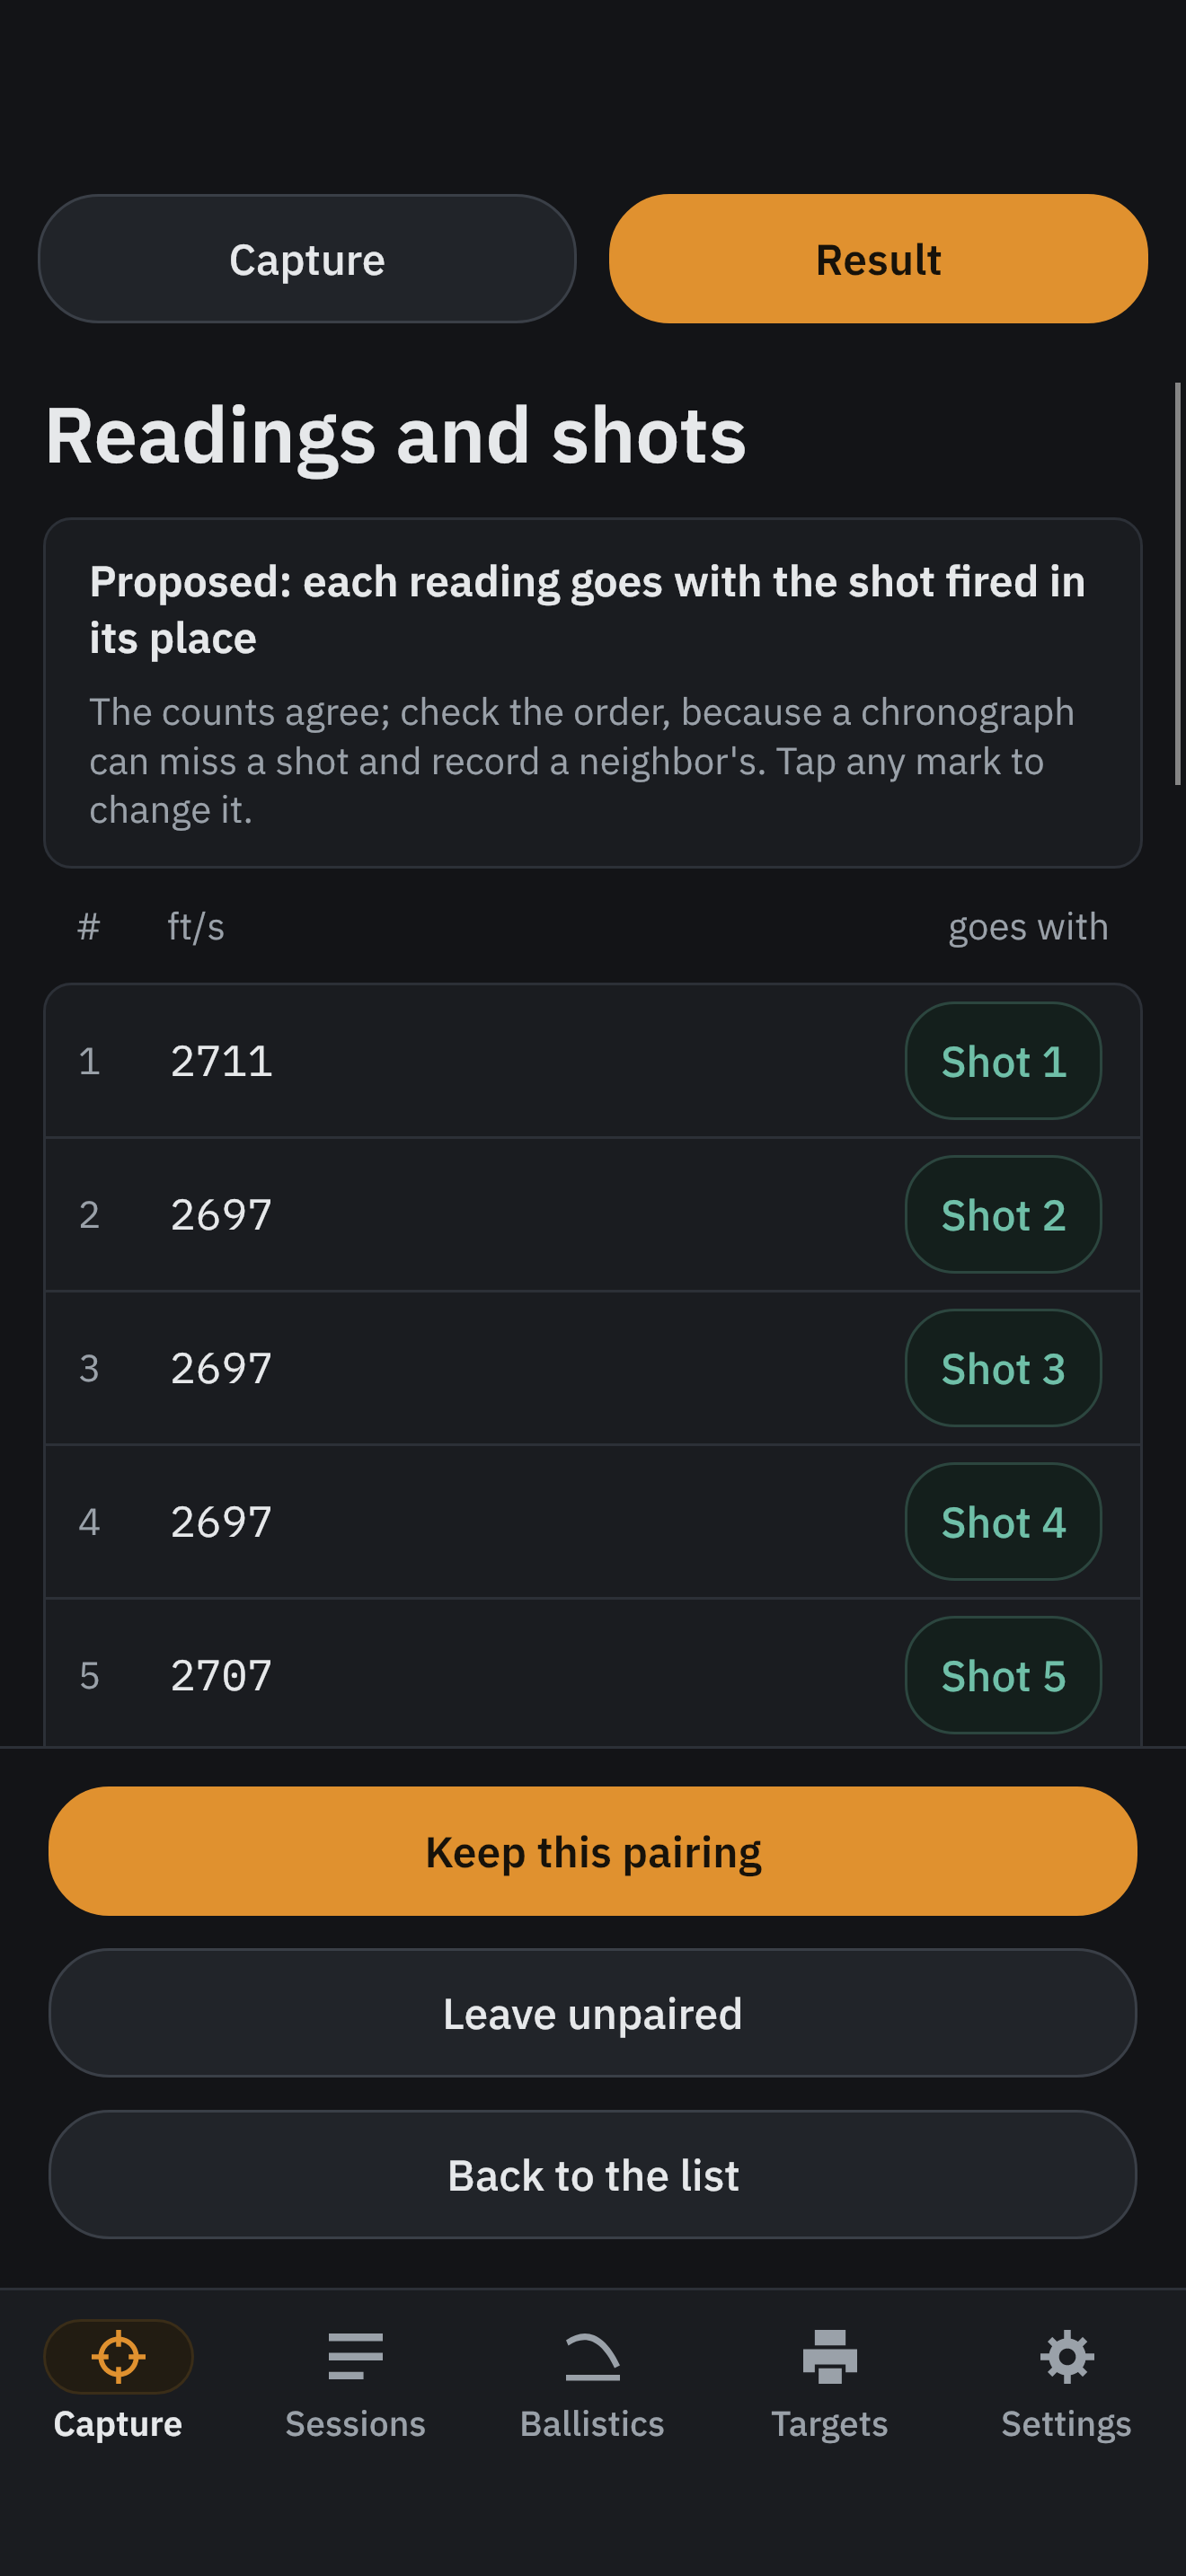 Capture
Result
Readings and shots
Proposed: each reading goes with the shot fired in
its place
The counts agree; check the order, because a chronograph
can miss a shot and record a neighbor's. Tap any mark to
change it.
# ft/s goes with
1 2711 Shot 1
2 2697 Shot 2
3 2697 Shot 3
4 2697 Shot 4
5 2707 Shot 5
Keep this pairing
Leave unpaired
Back to the list
Capture Sessions Ballistics Targets Settings